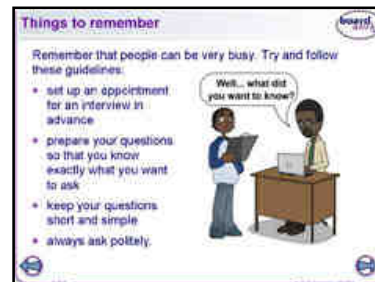 Things to remember
board
works
Remember that people can be very busy. Try and follow
these guidelines:
• set up an appointment
for an interview in
advance
Well... what did
you want to know?
• prepare your questions
so that you know
exactly what you want
to ask
• keep your questions
short and simple
• always ask politely.